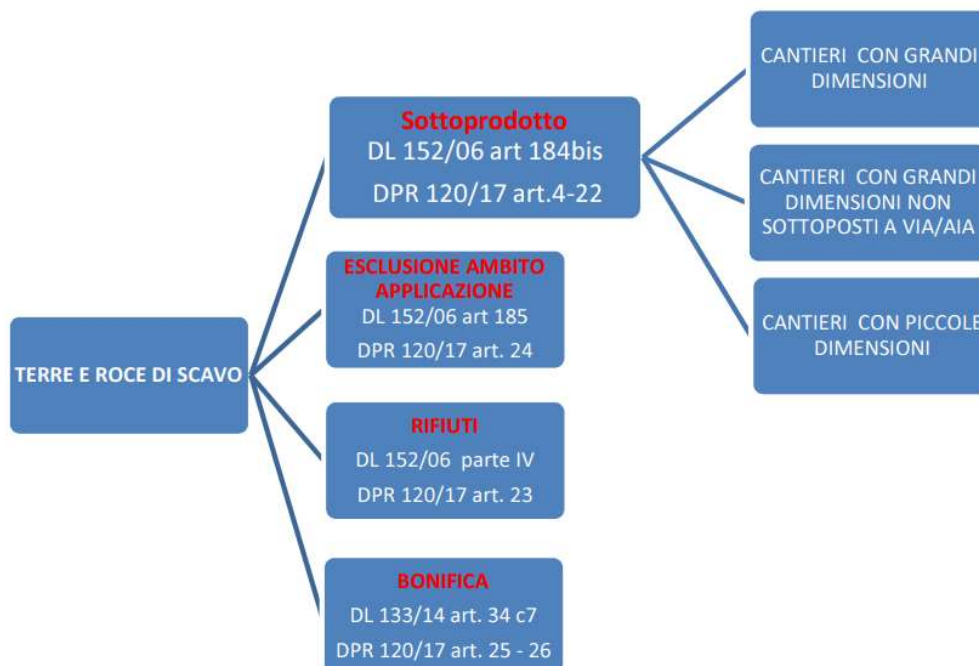 TERRE E ROCE DI SCAVO
Sottoprodotto
DL 152/06 art 184bis
DPR 120/17 art.4-22
ESCLUSIONE AMBITO
APPLICAZIONE
DL 152/06 art 185
DPR 120/17 art. 24
RIFIUTI
DL 152/06 parte IV
DPR 120/17 art. 23
BONIFICA
DL 133/14 art. 34 c7
DPR 120/17 art. 25 - 26
CANTIERI CON GRANDI
DIMENSIONI
CANTIERI CON GRANDI
DIMENSIONI NON
SOTTOPOSTI A VIA/AIA
CANTIERI CON PICCOLE
DIMENSIONI